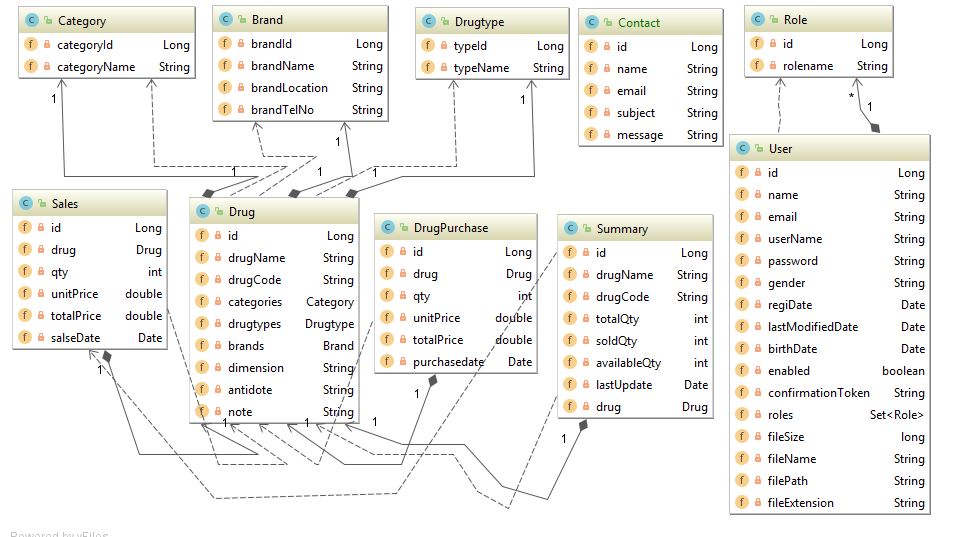 Category
categoryId Long
categoryName String
Brand
brandId Long
brandName String
brandLocation String
brandTelNo String
Drugtype
typeId Long
typeName String
Contact
id Long
name String
email String
subject String
message String
Role
id Long
rolename String
1
1
1
*
1
1
1
1
User
id Long
name String
email String
userName String
password String
gender String
regiDate Date
lastModifiedDate Date
birthDate Date
enabled boolean
confirmationToken String
roles Set<Role>
fileSize long
fileName String
filePath String
fileExtension String
Sales
id Long
drug Drug
qty int
unitPrice double
totalPrice double
salseDate Date
Drug
id Long
drugName String
drugCode String
categories Category
drugtypes Drugtype
brands Brand
dimension String
antidote String
note String
DrugPurchase
id Long
drug Drug
qty int
unitPrice double
totalPrice double
purchasedate Date
Summary
id Long
drugName String
drugCode String
totalQty int
soldQty int
availableQty int
lastUpdate Date
drug Drug
1
1
1
1
1
1
Powered by yFiles